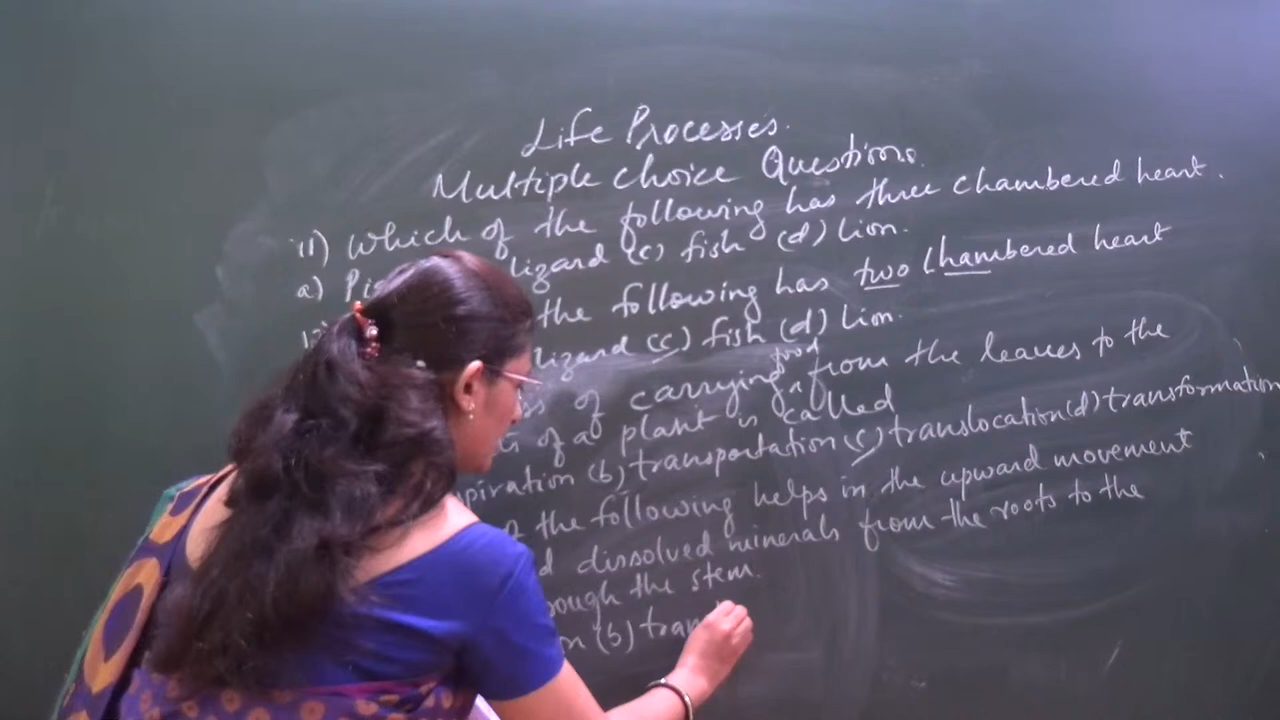 Life Processes.
Multiple choice Questions.
11) Which of the following has three chambered heart.
a) Pi lizard (c) fish (d) lion.
the following has two chambered heart
lizard (c) fish (d) lion.
of carrying food from the leaves to the
of a plant is called
piration (b) transportation (c) translocation (d) transformation
the following helps in the upward movement
d dissolved minerals from the roots to the
ough the stem.
n (b) tran